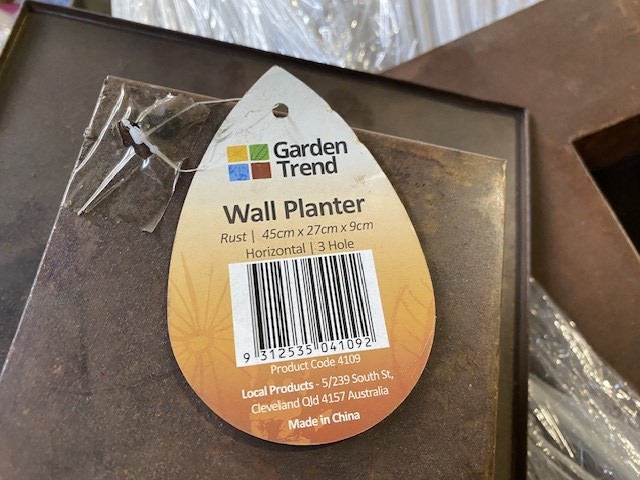 Garden
Trend
Wall Planter
Rust | 45cm x 27cm x 9cm
Horizontal | 3 Hole
9 312535 041092
Product Code 4109
Local Products - 5/239 South St,
Cleveland Qld 4157 Australia
Made in China